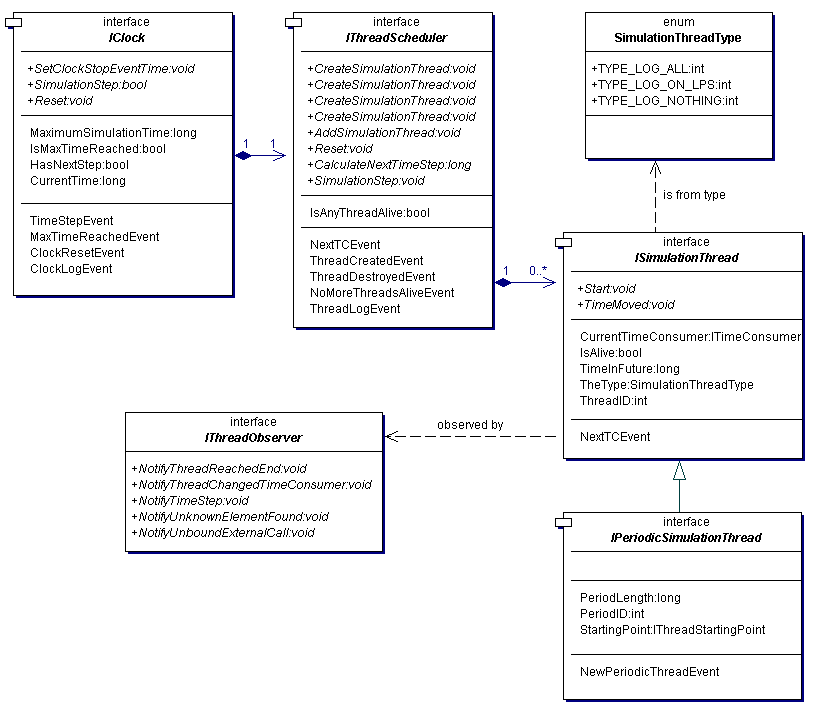 interface
IClock
+SetClockStopEventTime:void
+SimulationStep:bool
+Reset:void
MaximumSimulationTime:long
IsMaxTimeReached:bool
HasNextStep:bool
CurrentTime:long
TimeStepEvent
MaxTimeReachedEvent
ClockResetEvent
ClockLogEvent
1
1
interface
IThreadScheduler
+CreateSimulationThread:void
+CreateSimulationThread:void
+CreateSimulationThread:void
+CreateSimulationThread:void
+AddSimulationThread:void
+Reset:void
+CalculateNextTimeStep:long
+SimulationStep:void
IsAnyThreadAlive:bool
NextTCEvent
ThreadCreatedEvent
ThreadDestroyedEvent
NoMoreThreadsAliveEvent
ThreadLogEvent
1
0..*
enum
SimulationThreadType
+TYPE_LOG_ALL:int
+TYPE_LOG_ON_LPS:int
+TYPE_LOG_NOTHING:int
is from type
interface
ISimulationThread
+Start:void
+TimeMoved:void
CurrentTimeConsumer:ITimeConsumer
IsAlive:bool
TimeInFuture:long
TheType:SimulationThreadType
ThreadID:int
NextTCEvent
observed by
interface
IThreadObserver
+NotifyThreadReachedEnd:void
+NotifyThreadChangedTimeConsumer:void
+NotifyTimeStep:void
+NotifyUnknownElementFound:void
+NotifyUnboundExternalCall:void
interface
IPeriodicSimulationThread
PeriodLength:long
PeriodID:int
StartingPoint:IThreadStartingPoint
NewPeriodicThreadEvent